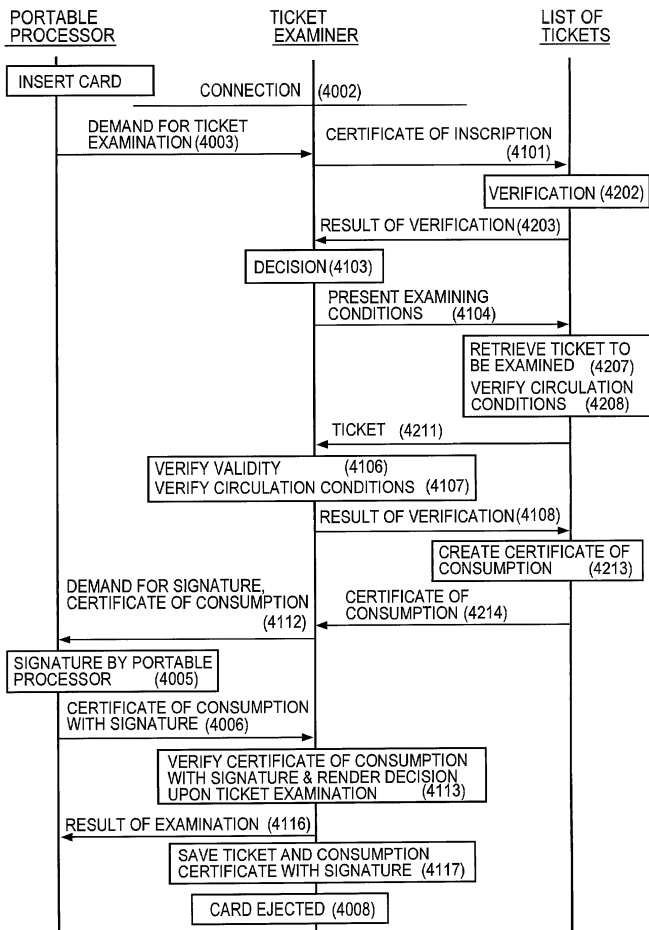 PORTABLE
PROCESSOR
TICKET
EXAMINER
LIST OF
TICKETS
INSERT CARD
CONNECTION (4002)
DEMAND FOR TICKET
EXAMINATION (4003)
CERTIFICATE OF INSCRIPTION
(4101)
VERIFICATION (4202)
RESULT OF VERIFICATION (4203)
DECISION (4103)
PRESENT EXAMINING
CONDITIONS (4104)
RETRIEVE TICKET TO
BE EXAMINED (4207)
VERIFY CIRCULATION
CONDITIONS (4208)
TICKET (4211)
VERIFY VALIDITY (4106)
VERIFY CIRCULATION CONDITIONS (4107)
RESULT OF VERIFICATION (4108)
CREATE CERTIFICATE OF
CONSUMPTION (4213)
DEMAND FOR SIGNATURE,
CERTIFICATE OF CONSUMPTION
(4112)
CERTIFICATE OF
CONSUMPTION (4214)
SIGNATURE BY PORTABLE
PROCESSOR (4005)
CERTIFICATE OF CONSUMPTION
WITH SIGNATURE (4006)
VERIFY CERTIFICATE OF CONSUMPTION
WITH SIGNATURE & RENDER DECISION
UPON TICKET EXAMINATION (4113)
RESULT OF EXAMINATION (4116)
SAVE TICKET AND CONSUMPTION
CERTIFICATE WITH SIGNATURE (4117)
CARD EJECTED (4008)